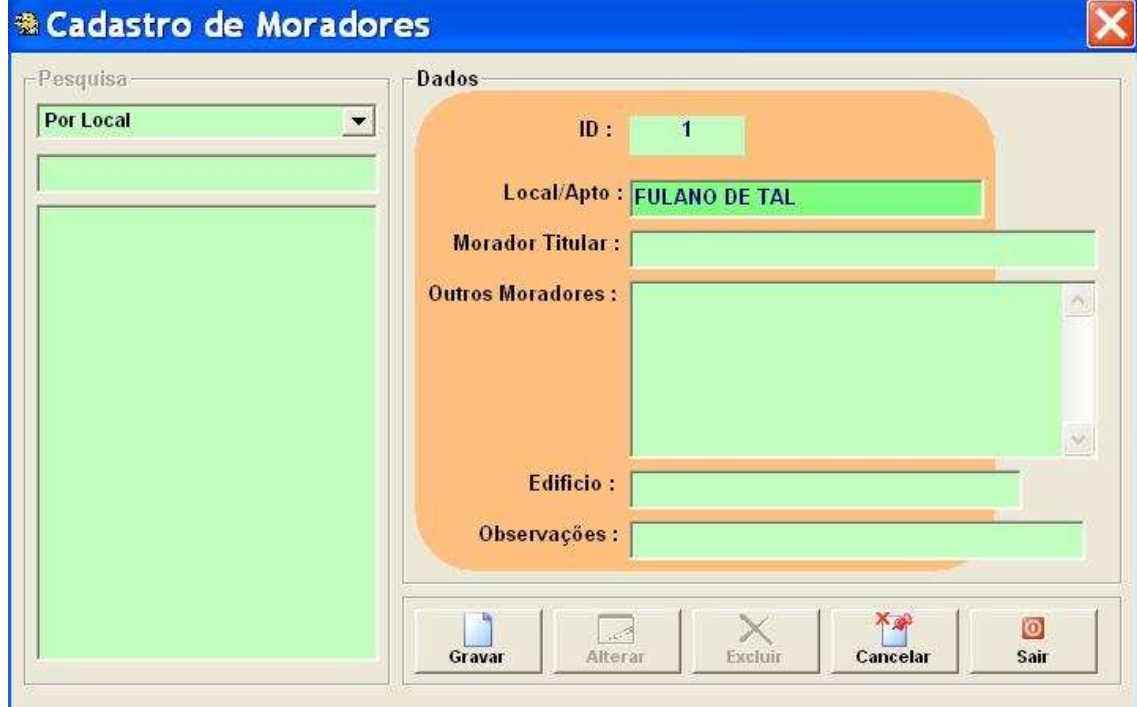 Cadastro de Moradores
Pesquisa
Por Local
Dados
ID : 1
Local/Apto : FULANO DE TAL
Morador Titular :
Outros Moradores :
Edificio :
Observações :
Gravar Alterar Excluir Cancelar Sair